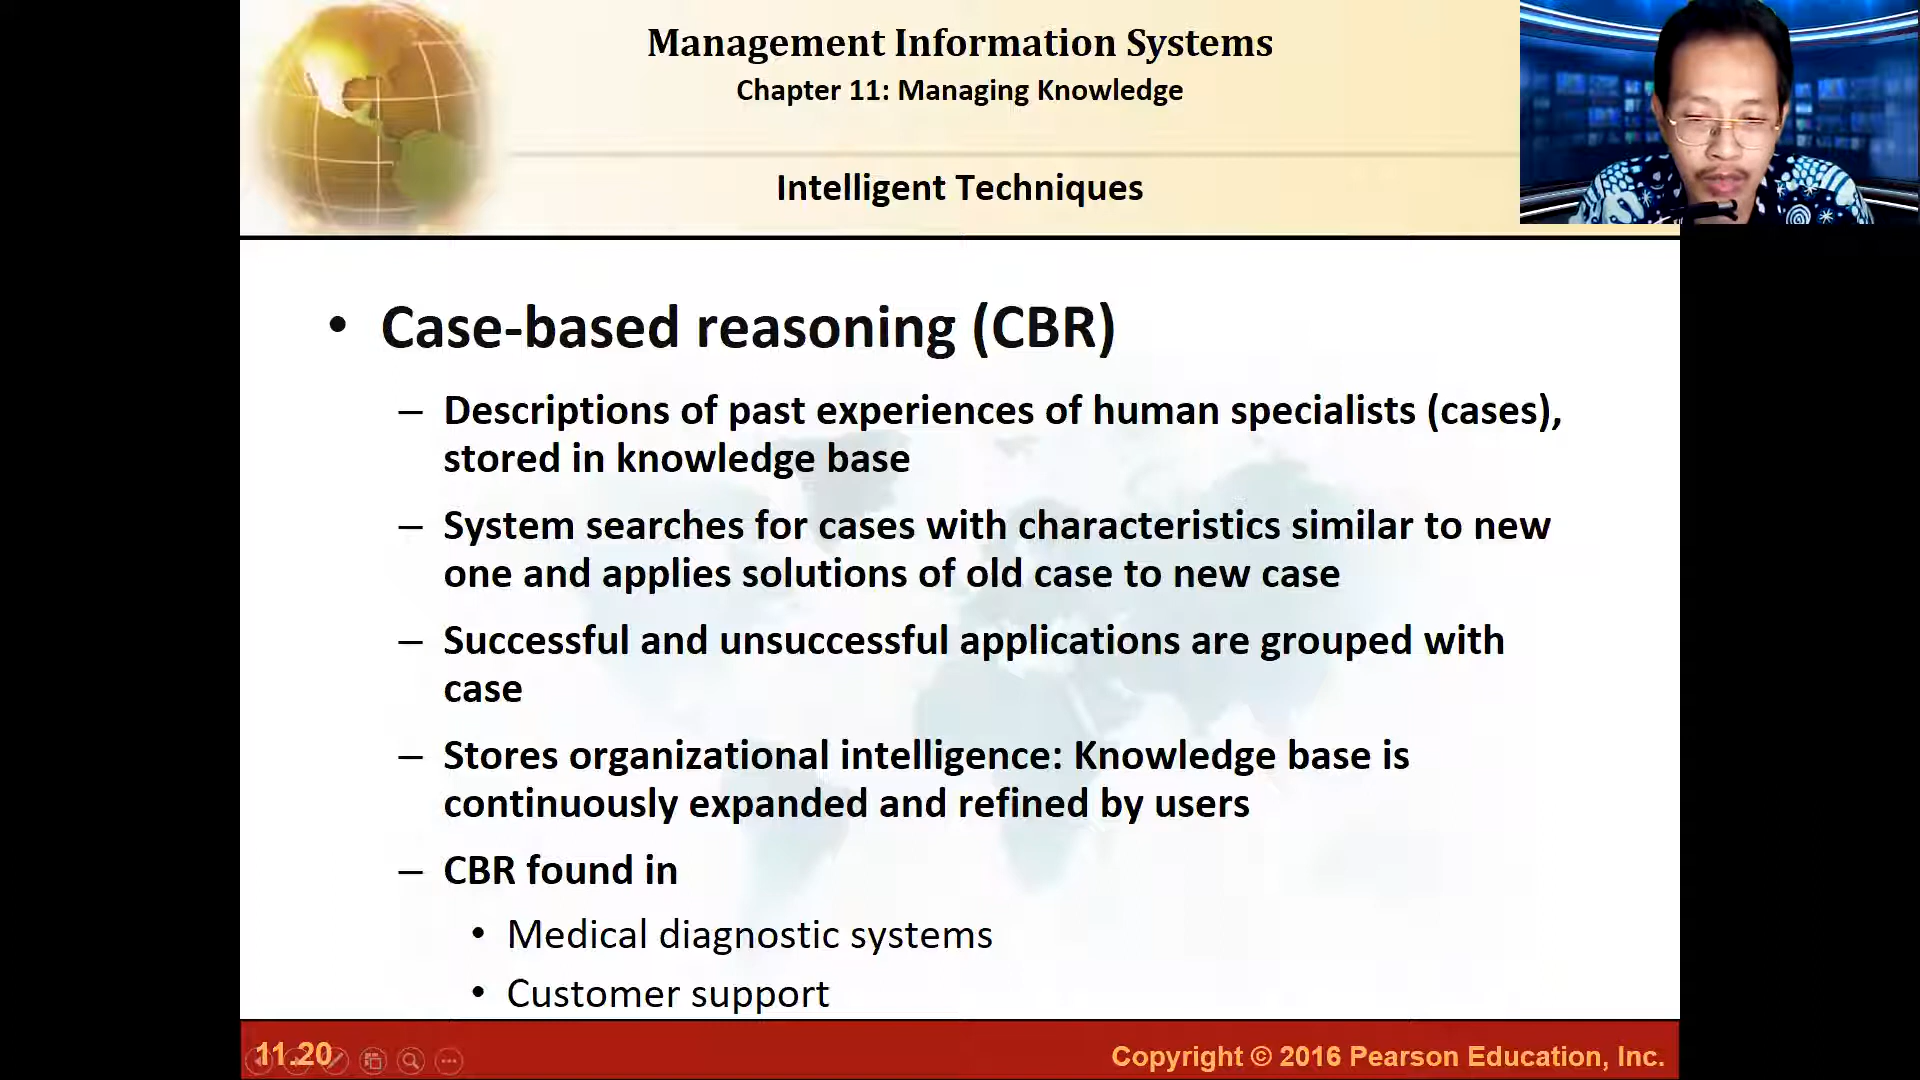 Management Information Systems
Chapter 11: Managing Knowledge
Intelligent Techniques
• Case-based reasoning (CBR)
– Descriptions of past experiences of human specialists (cases),
stored in knowledge base
– System searches for cases with characteristics similar to new
one and applies solutions of old case to new case
– Successful and unsuccessful applications are grouped with
case
– Stores organizational intelligence: Knowledge base is
continuously expanded and refined by users
– CBR found in
• Medical diagnostic systems
• Customer support
11.20
Copyright © 2016 Pearson Education, Inc.